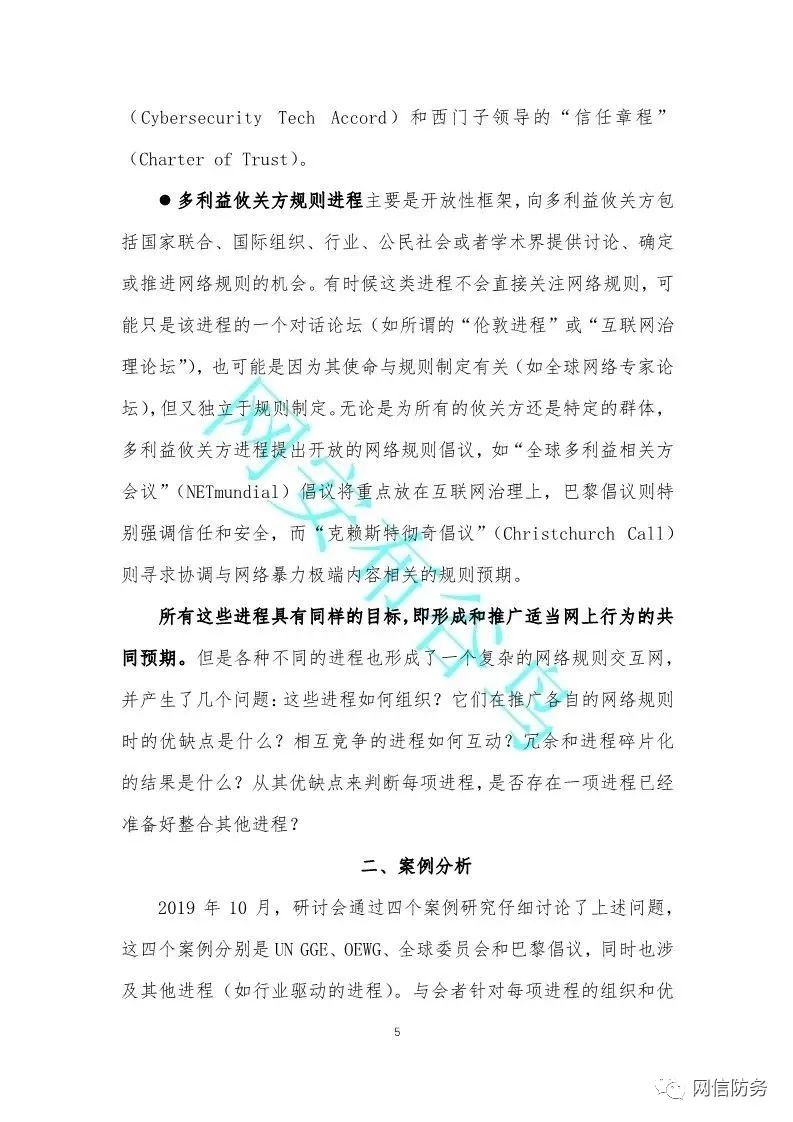 （Cybersecurity Tech Accord）和西门子领导的“信任章程”
（Charter of Trust）。
●多利益攸关方规则进程主要是开放性框架，向多利益攸关方包
括国家联合、国际组织、行业、公民社会或者学术界提供讨论、确定
或推进网络规则的机会。有时候这类进程不会直接关注网络规则，可
能只是该进程的一个对话论坛（如所谓的“伦敦进程”或“互联网治
理论坛”），也可能是因为其使命与规则制定有关（如全球网络专家论
坛），但又独立于规则制定。无论是为所有的攸关方还是特定的群体，
多利益攸关方进程提出开放的网络规则倡议，如“全球多利益相关方
会议”（NETmundial）倡议将重点放在互联网治理上，巴黎倡议则特
别强调信任和安全，而“克赖斯特彻奇倡议”（Christchurch Call）
则寻求协调与网络暴力极端内容相关的规则预期。
所有这些进程具有同样的目标，即形成和推广适当网上行为的共
同预期。但是各种不同的进程也形成了一个复杂的网络规则交互网，
并产生了几个问题：这些进程如何组织？它们在推广各自的网络规则
时的优缺点是什么？相互竞争的进程如何互动？冗余和进程碎片化
的结果是什么？从其优缺点来判断每项进程，是否存在一项进程已经
准备好整合其他进程？
二、案例分析
2019 年 10 月，研讨会通过四个案例研究仔细讨论了上述问题，
这四个案例分别是 UN GGE、OEWG、全球委员会和巴黎倡议，同时也涉
及其他进程（如行业驱动的进程）。与会者针对每项进程的组织和优
5
网安布谷鸟
网信防务